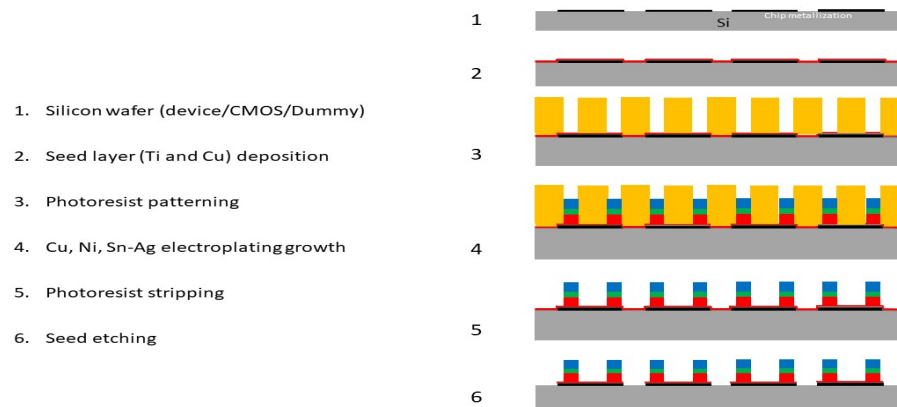 1. Silicon wafer (device/CMOS/Dummy)
2. Seed layer (Ti and Cu) deposition
3. Photoresist patterning
4. Cu, Ni, Sn-Ag electroplating growth
5. Photoresist stripping
6. Seed etching
1
Chip metallization
Si
2
3
4
5
6